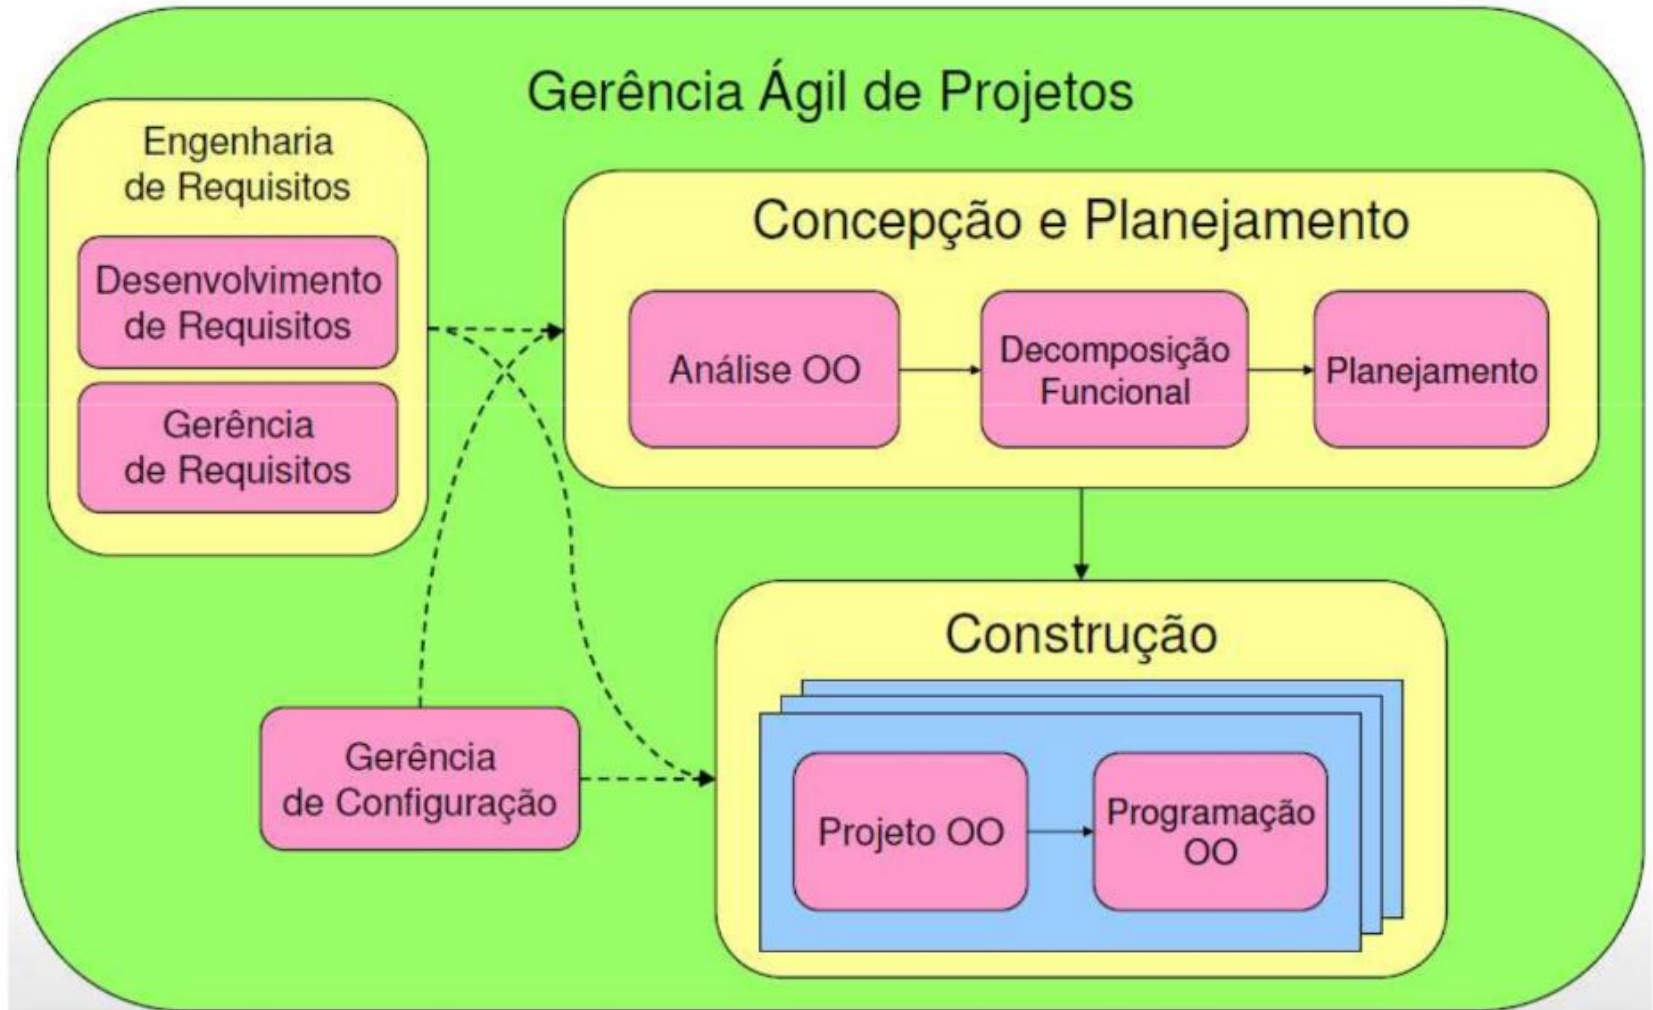 Gerência Ágil de Projetos
Engenharia
de Requisitos
Desenvolvimento
de Requisitos
Gerência
de Requisitos
Concepção e Planejamento
Análise OO
Decomposição
Funcional
Planejamento
Gerência
de Configuração
Construção
Projeto OO
Programação
OO